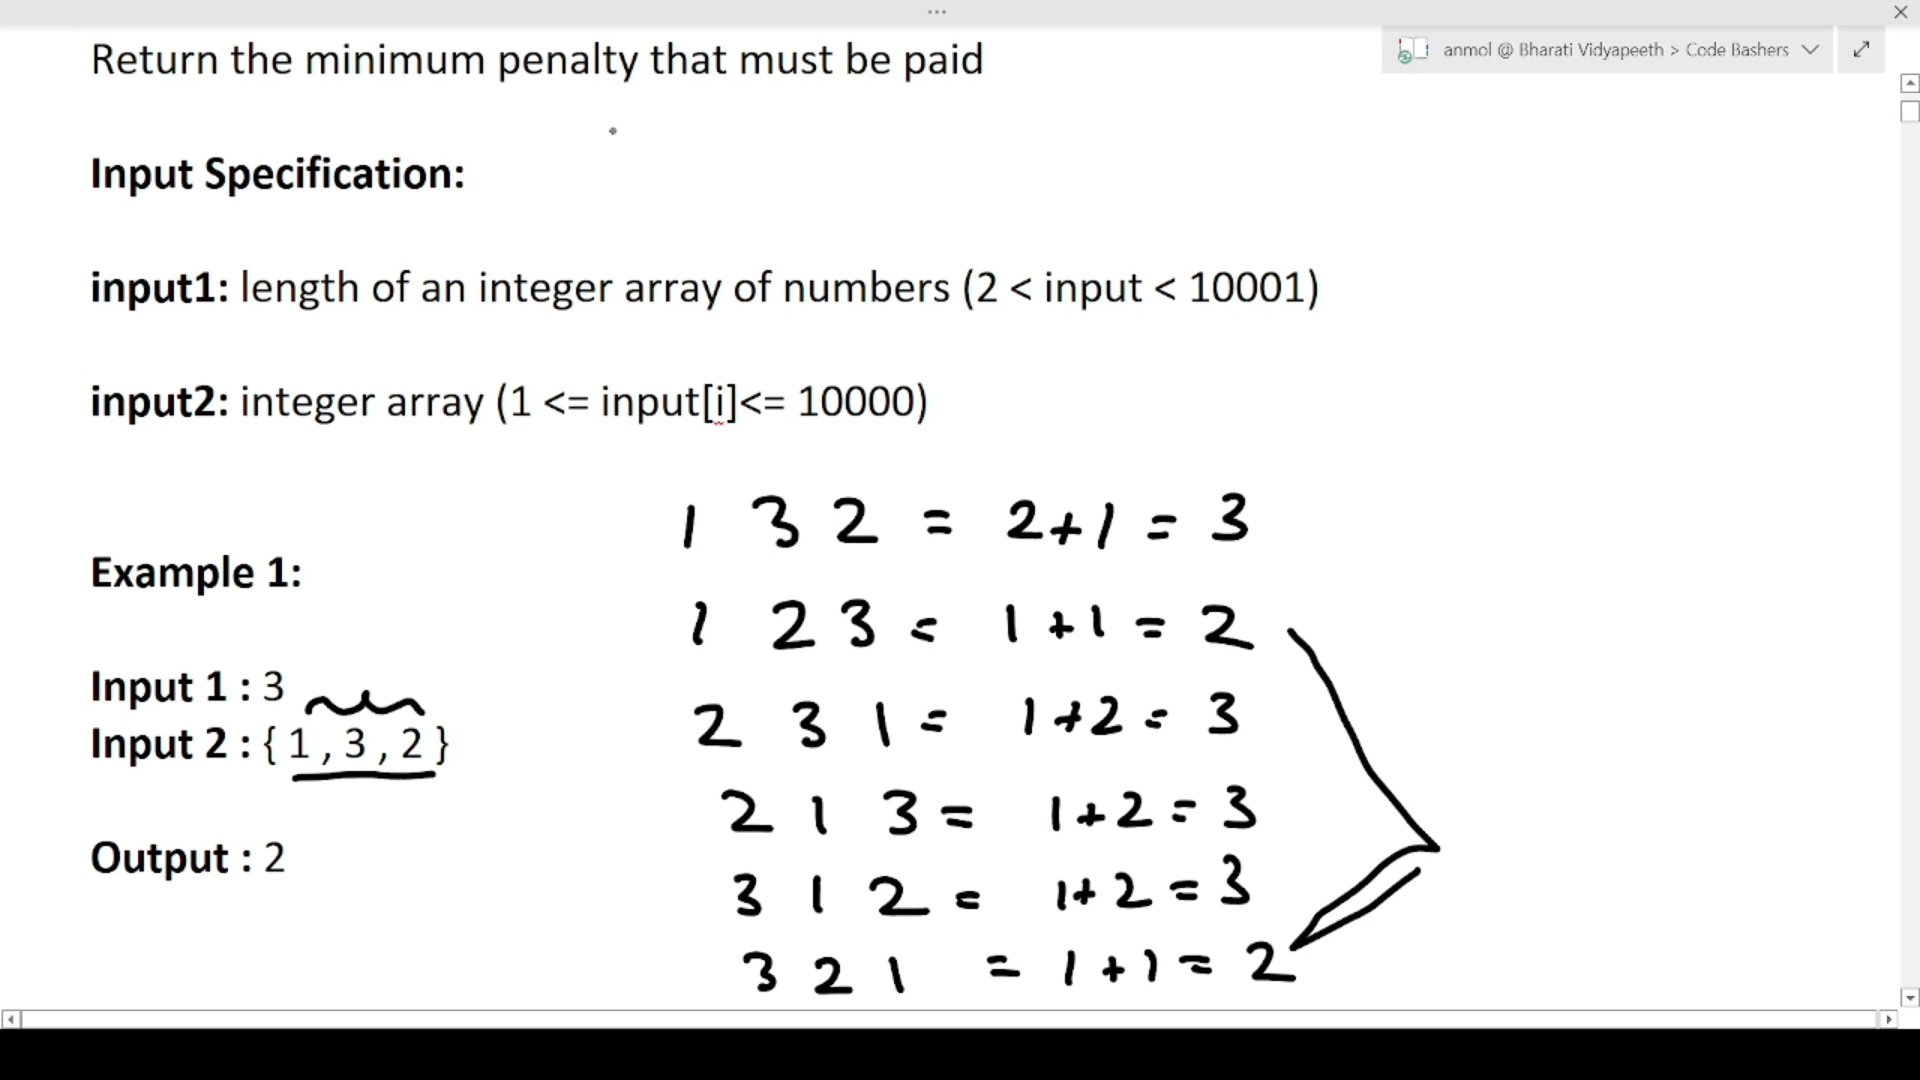 ...
anmol @ Bharati Vidyapeeth > Code Bashers
Return the minimum penalty that must be paid
Input Specification:
input1: length of an integer array of numbers (2 < input < 10001)
input2: integer array (1 <= input[i]<= 10000)
Example 1:
Input 1 : 3
Input 2 : { 1 , 3 , 2 }
Output : 2
1 3 2 = 2+1 = 3
1 2 3 = 1+1 = 2
2 3 1 = 1+2 = 3
2 1 3 = 1+2 = 3
3 1 2 = 1+2 = 3
3 2 1 = 1+1 = 2